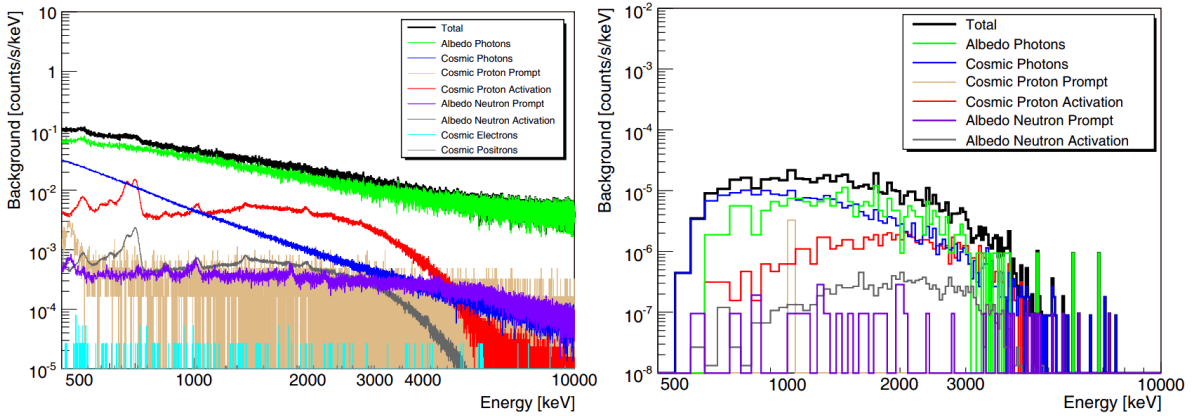 Background [counts/s/keV]
10
1
10-1
10-2
10-3
10-4
10-5
Total
Albedo Photons
Cosmic Photons
Cosmic Proton Prompt
Cosmic Proton Activation
Albedo Neutron Prompt
Albedo Neutron Activation
Cosmic Electrons
Cosmic Positrons
500 1000 2000 3000 4000 10000
Energy [keV]
Background [counts/s/keV]
10-2
10-3
10-4
10-5
10-6
10-7
10-8
Total
Albedo Photons
Cosmic Photons
Cosmic Proton Prompt
Cosmic Proton Activation
Albedo Neutron Prompt
Albedo Neutron Activation
500 1000 2000 3000 10000
Energy [keV]